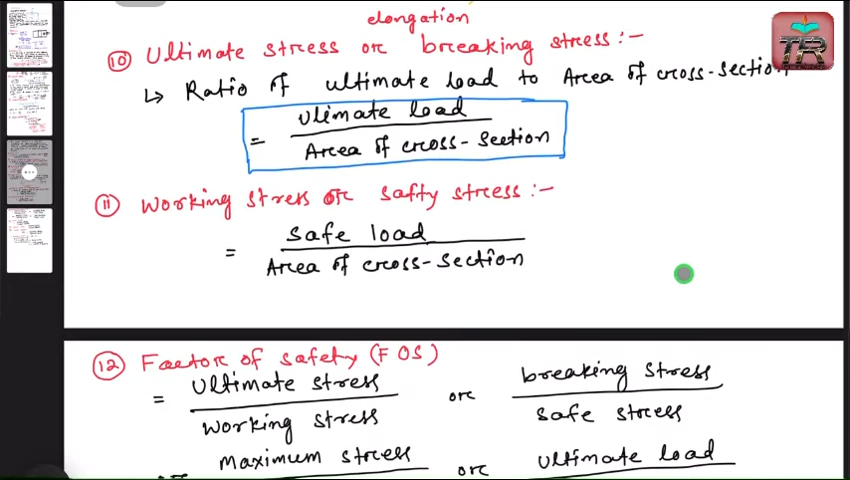 elongation
⑩ Ultimate stress or breaking stress :-
↳ Ratio of ultimate load to Area of cross-section
= Ulimate load / Area of cross-section
⑪ Working stress or safty stress :-
= safe load / Area of cross-section
⑫ Factor of safety (FOS)
= Ultimate stress / working stress or breaking stress / safe stress
maximum stress or ultimate load
TR